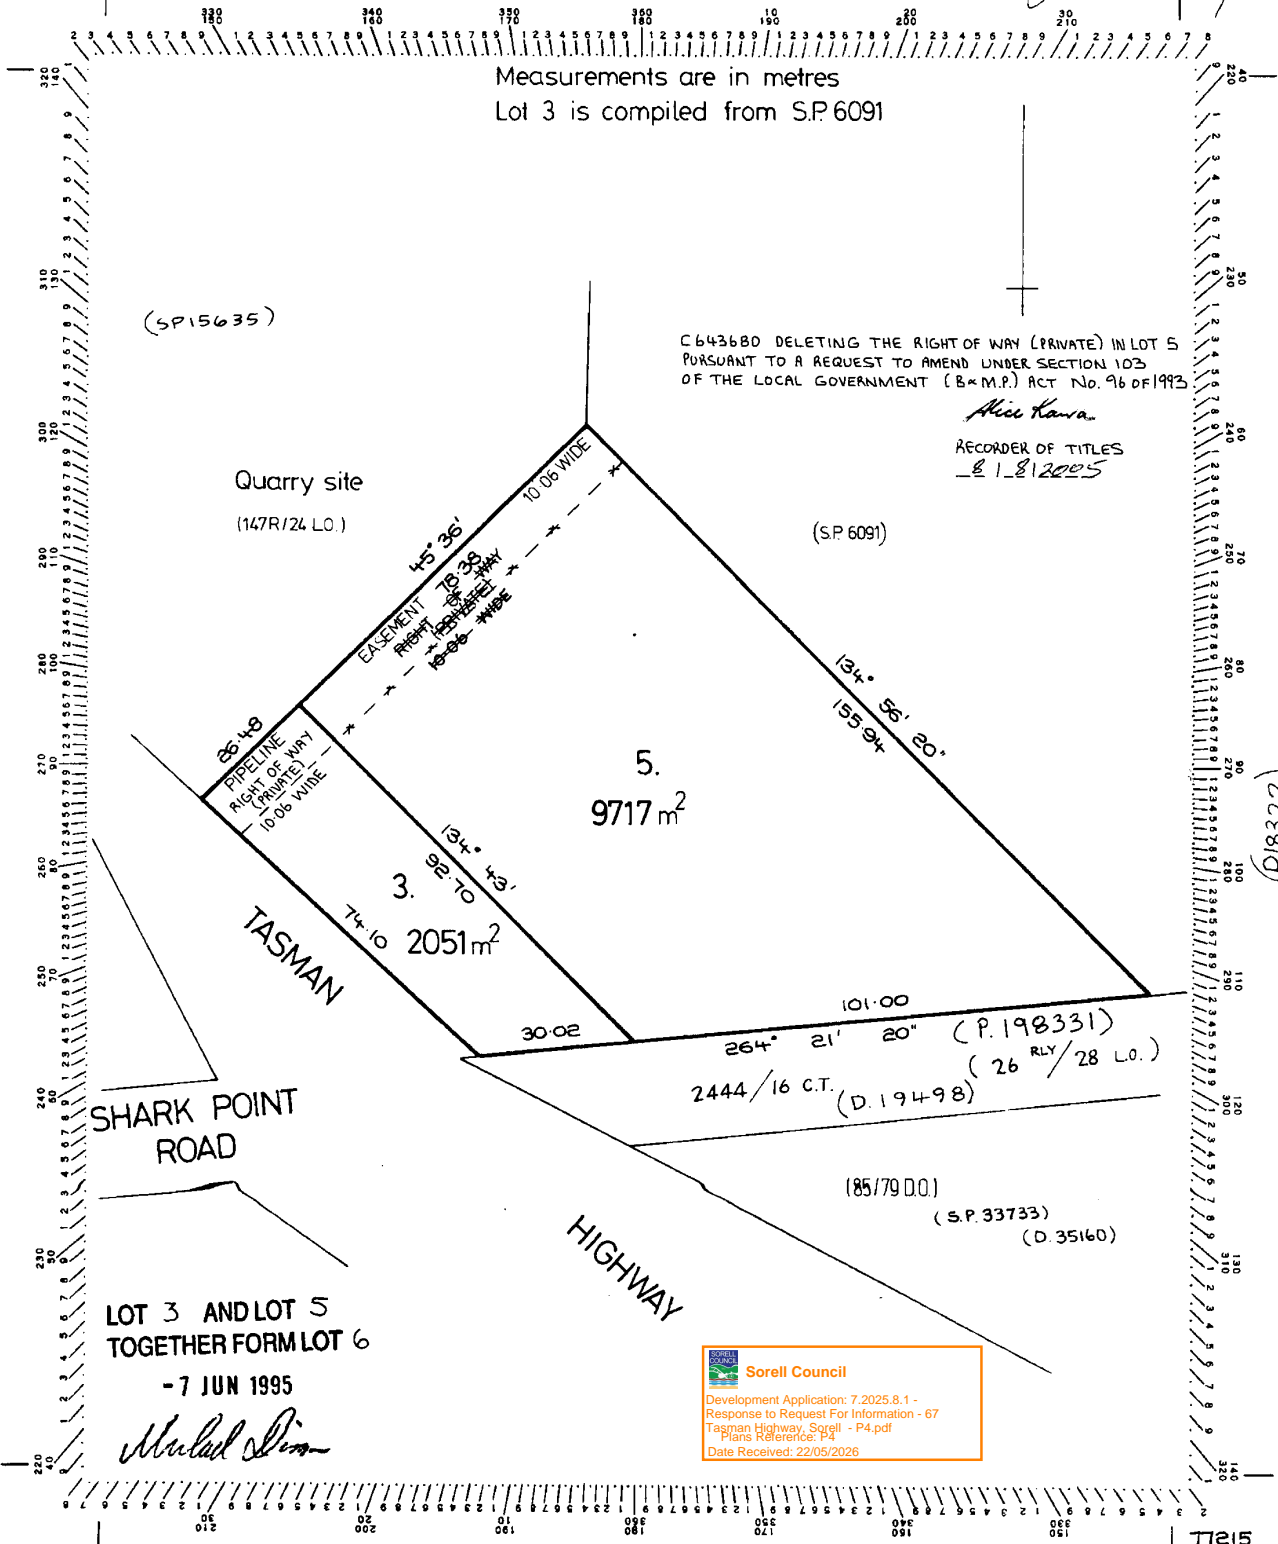 Measurements are in metres
Lot 3 is compiled from S.P. 6091
(SP15635)
C643680 DELETING THE RIGHT OF WAY (PRIVATE) IN LOT 5
PURSUANT TO A REQUEST TO AMEND UNDER SECTION 103
OF THE LOCAL GOVERNMENT (B&M.P.) ACT No. 96 OF 1993
Alice Kawa
RECORDER OF TITLES
8/8/2005
Quarry site
(147R/24 L.O.)
(S.P. 6091)
10·06 WIDE
45° 36'
78·38
EASEMENT
RIGHT OF WAY
(PRIVATE)
10·06 WIDE
134° 56' 20"
155·94
26·48
PIPELINE
RIGHT OF WAY
(PRIVATE)
10·06 WIDE
5.
9717 m²
134° 43'
92·70
3.
2051 m²
74·10
TASMAN
30·02
101·00
264° 21' 20"
(P. 198331)
(26 RLY/28 L.O.)
2444/16 C.T.
(D. 19498)
SHARK POINT
ROAD
(85/79 D.O.)
(S.P. 33733)
(D. 35160)
HIGHWAY
LOT 3 AND LOT 5
TOGETHER FORM LOT 6
-7 JUN 1995
SORELL
COUNCIL
Sorell Council
Development Application: 7.2025.8.1 -
Response to Request For Information - 67
Tasman Highway, Sorell - P4.pdf
Plans Reference: P4
Date Received: 22/05/2026